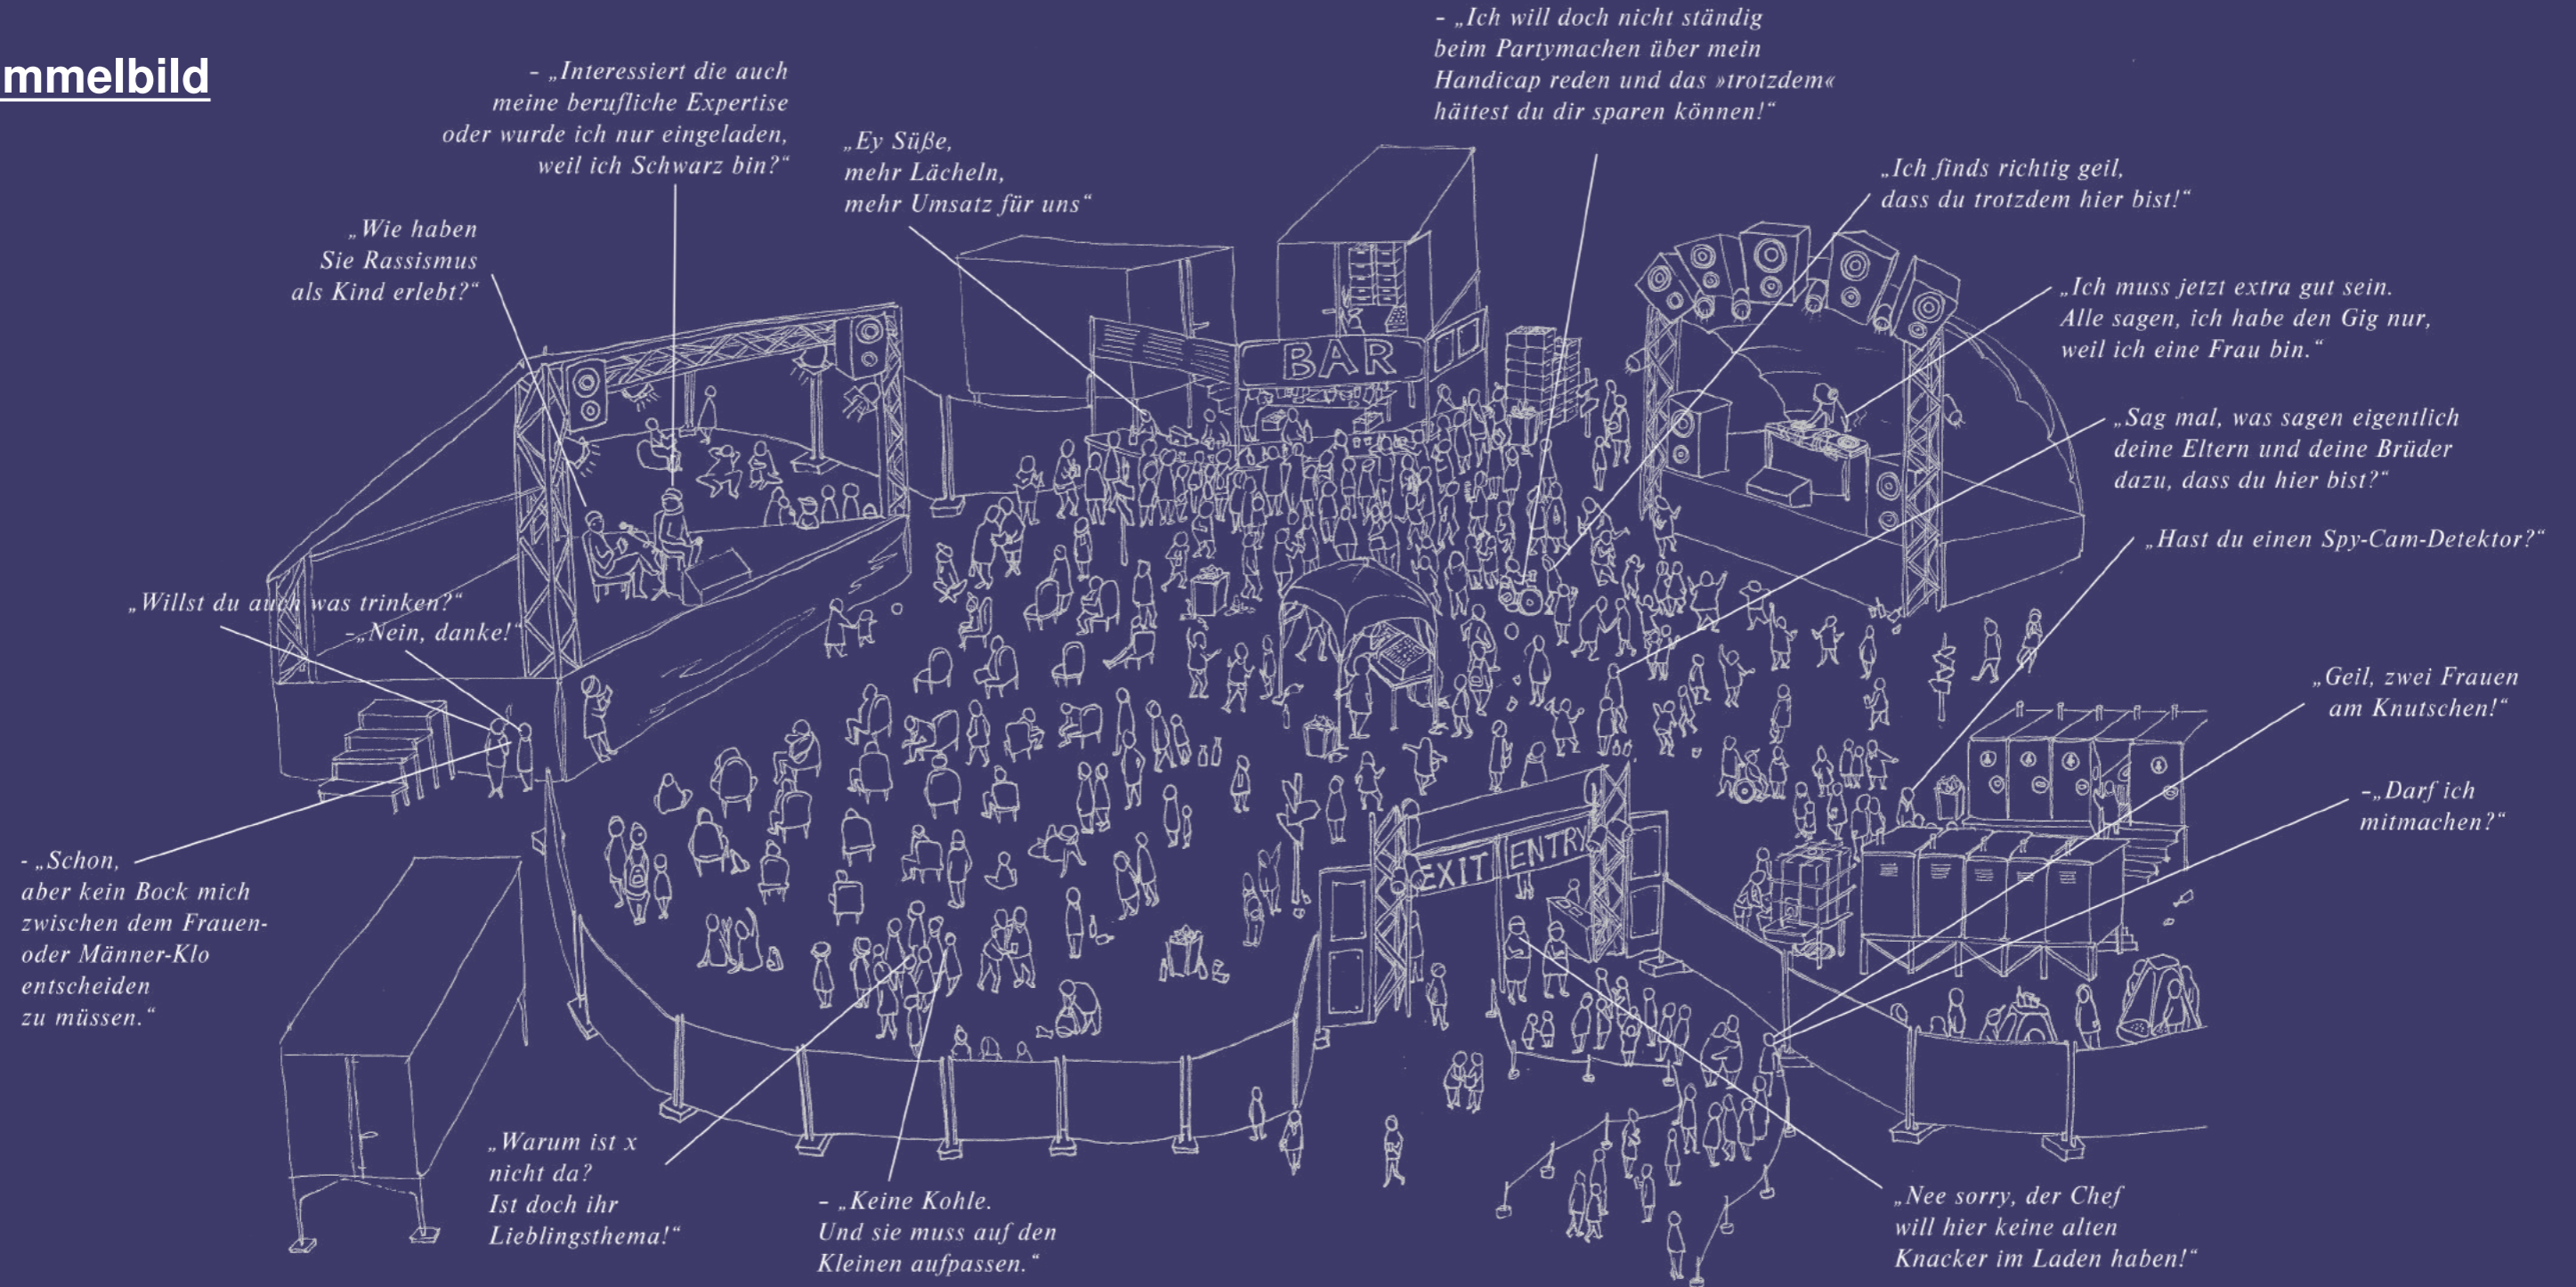 mmelbild
- „Interessiert die auch
meine berufliche Expertise
oder wurde ich nur eingeladen,
weil ich Schwarz bin?“
„Wie haben
Sie Rassismus
als Kind erlebt?“
„Ey Süße,
mehr Lächeln,
mehr Umsatz für uns“
- „Ich will doch nicht ständig
beim Partymachen über mein
Handicap reden und das »trotzdem«
hättest du dir sparen können!“
„Ich finds richtig geil,
dass du trotzdem hier bist!“
„Ich muss jetzt extra gut sein.
Alle sagen, ich habe den Gig nur,
weil ich eine Frau bin.“
„Sag mal, was sagen eigentlich
deine Eltern und deine Brüder
dazu, dass du hier bist?“
„Hast du einen Spy-Cam-Detektor?“
BAR
„Willst du auch was trinken?“
-„Nein, danke!“
- „Schon,
aber kein Bock mich
zwischen dem Frauen-
oder Männer-Klo
entscheiden
zu müssen.“
„Geil, zwei Frauen
am Knutschen!“
-„Darf ich
mitmachen?“
EXIT ENTRY
„Warum ist x
nicht da?
Ist doch ihr
Lieblingsthema!“
- „Keine Kohle.
Und sie muss auf den
Kleinen aufpassen.“
„Nee sorry, der Chef
will hier keine alten
Knacker im Laden haben!“